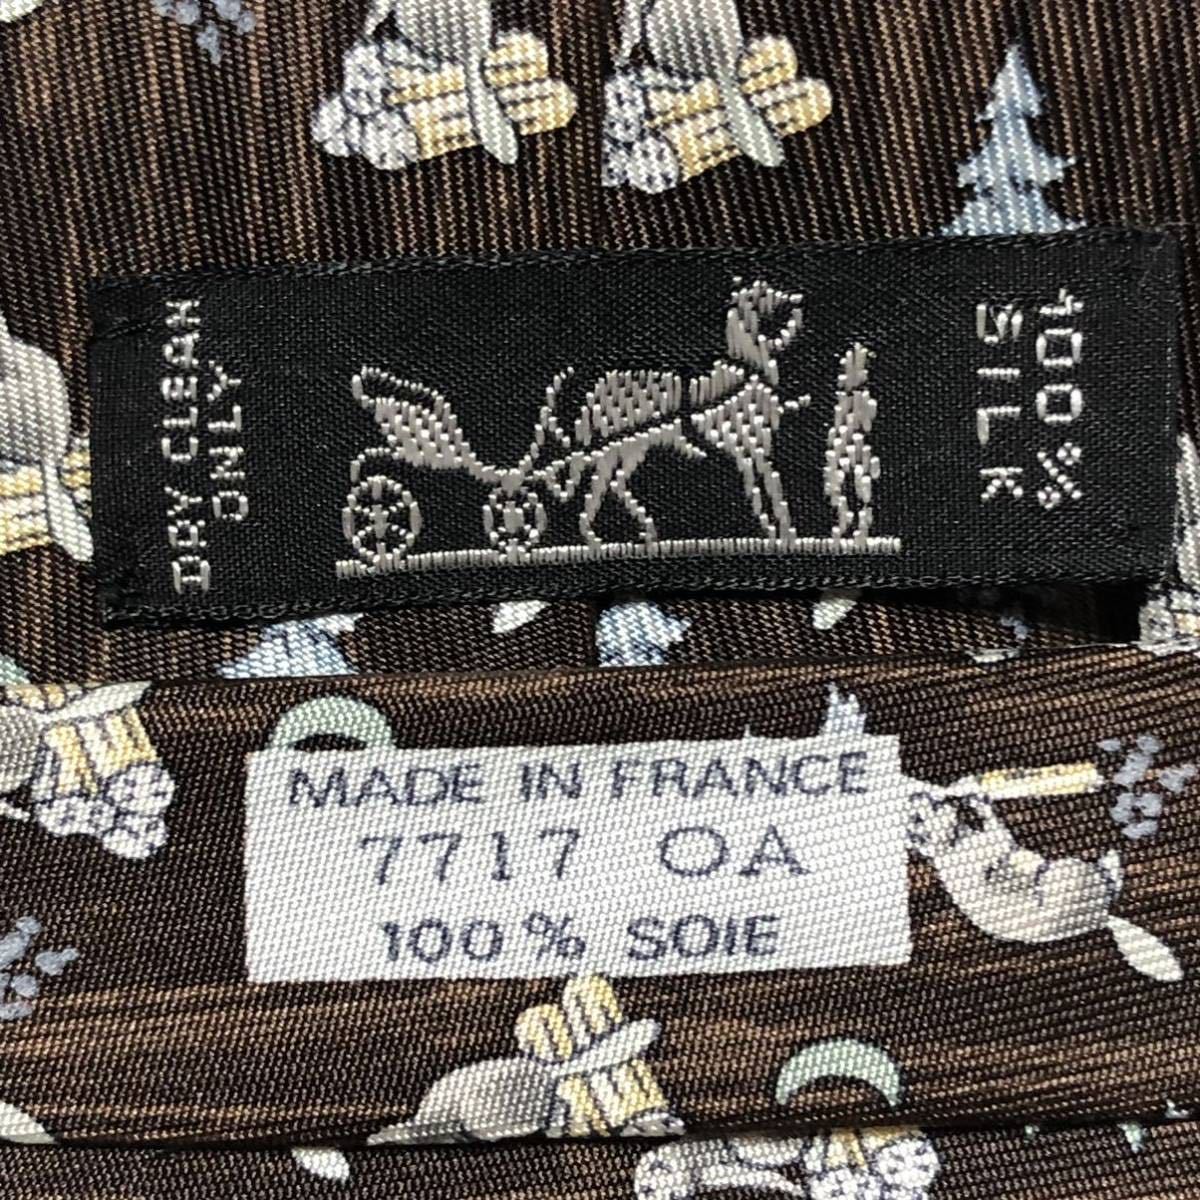 DRY CLEAN
ONLY
100%
SILK
MADE IN FRANCE
7717 OA
100% SOIE